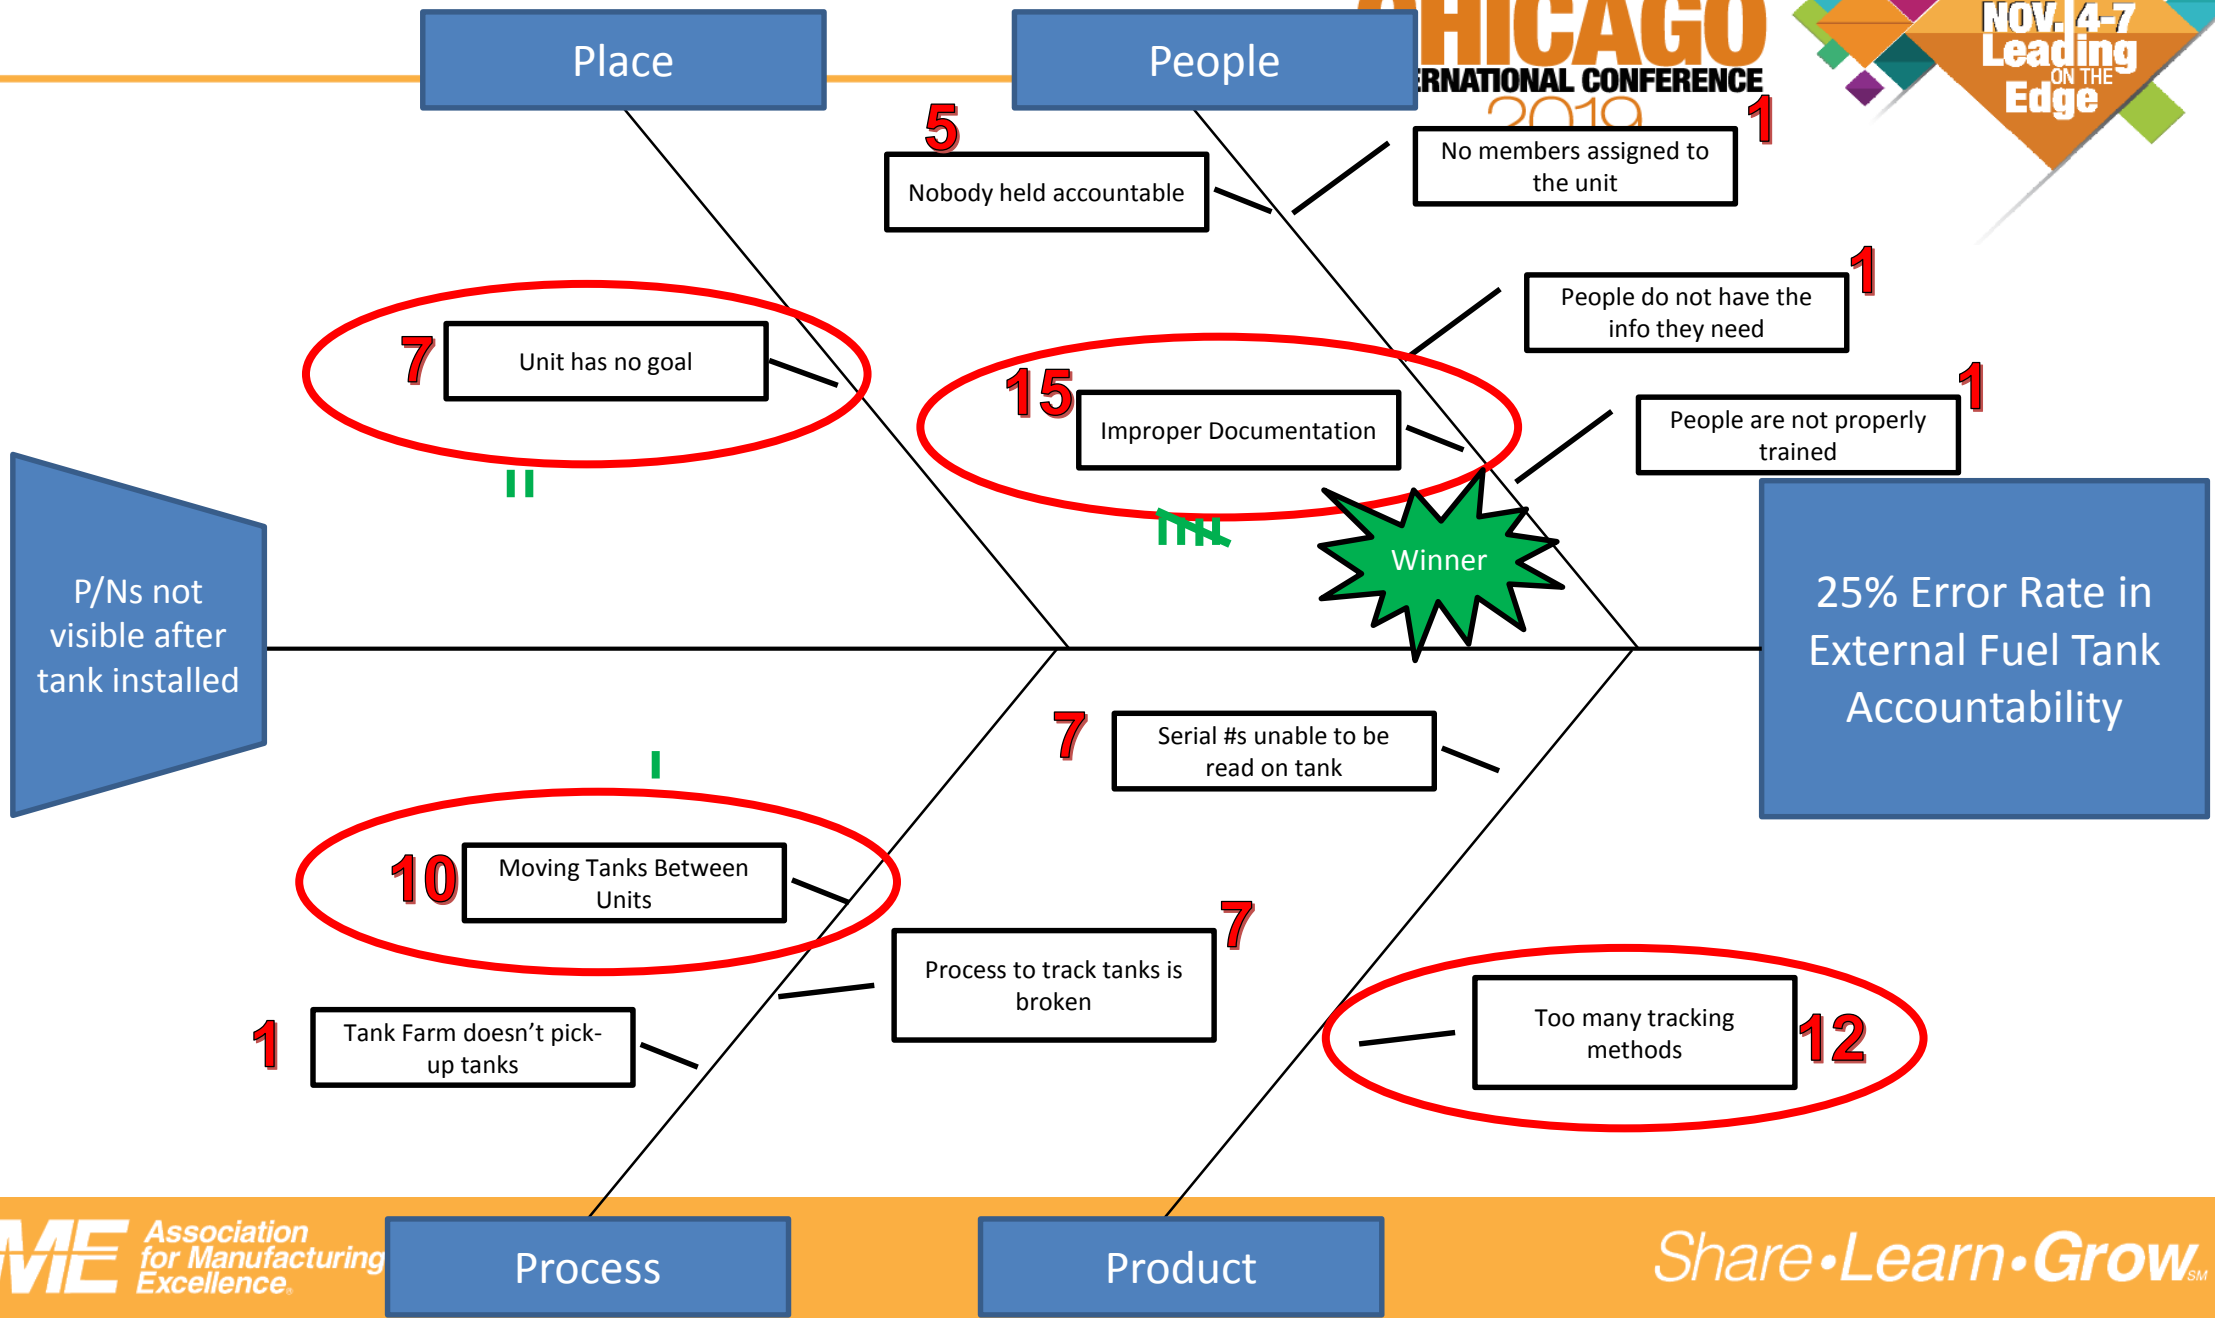 Place
People
CHICAGO
ERNATIONAL CONFERENCE
2019
NOV. 4-7
Leading
ON THE
Edge
5
Nobody held accountable
1
No members assigned to
the unit
1
People do not have the
info they need
7
Unit has no goal
15
Improper Documentation
1
People are not properly
trained
Winner
P/Ns not
visible after
tank installed
25% Error Rate in
External Fuel Tank
Accountability
7
Serial #s unable to be
read on tank
10
Moving Tanks Between
Units
7
Process to track tanks is
broken
1
Tank Farm doesn’t pick-
up tanks
Too many tracking
methods
12
ME Association
for Manufacturing
Excellence.
Process
Product
Share•Learn•Grow.SM